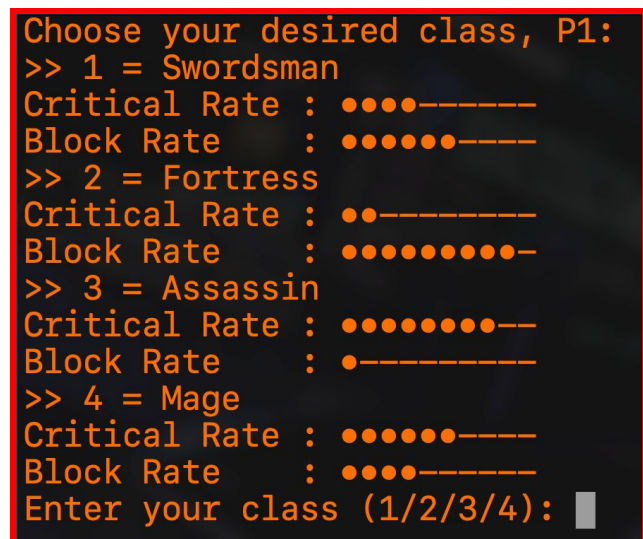 Choose your desired class, P1:
>> 1 = Swordsman
Critical Rate : ●●●●------
Block Rate    : ●●●●●●----
>> 2 = Fortress
Critical Rate : ●●--------
Block Rate    : ●●●●●●●●●-
>> 3 = Assassin
Critical Rate : ●●●●●●●●--
Block Rate    : ●---------
>> 4 = Mage
Critical Rate : ●●●●●●----
Block Rate    : ●●●●------
Enter your class (1/2/3/4):